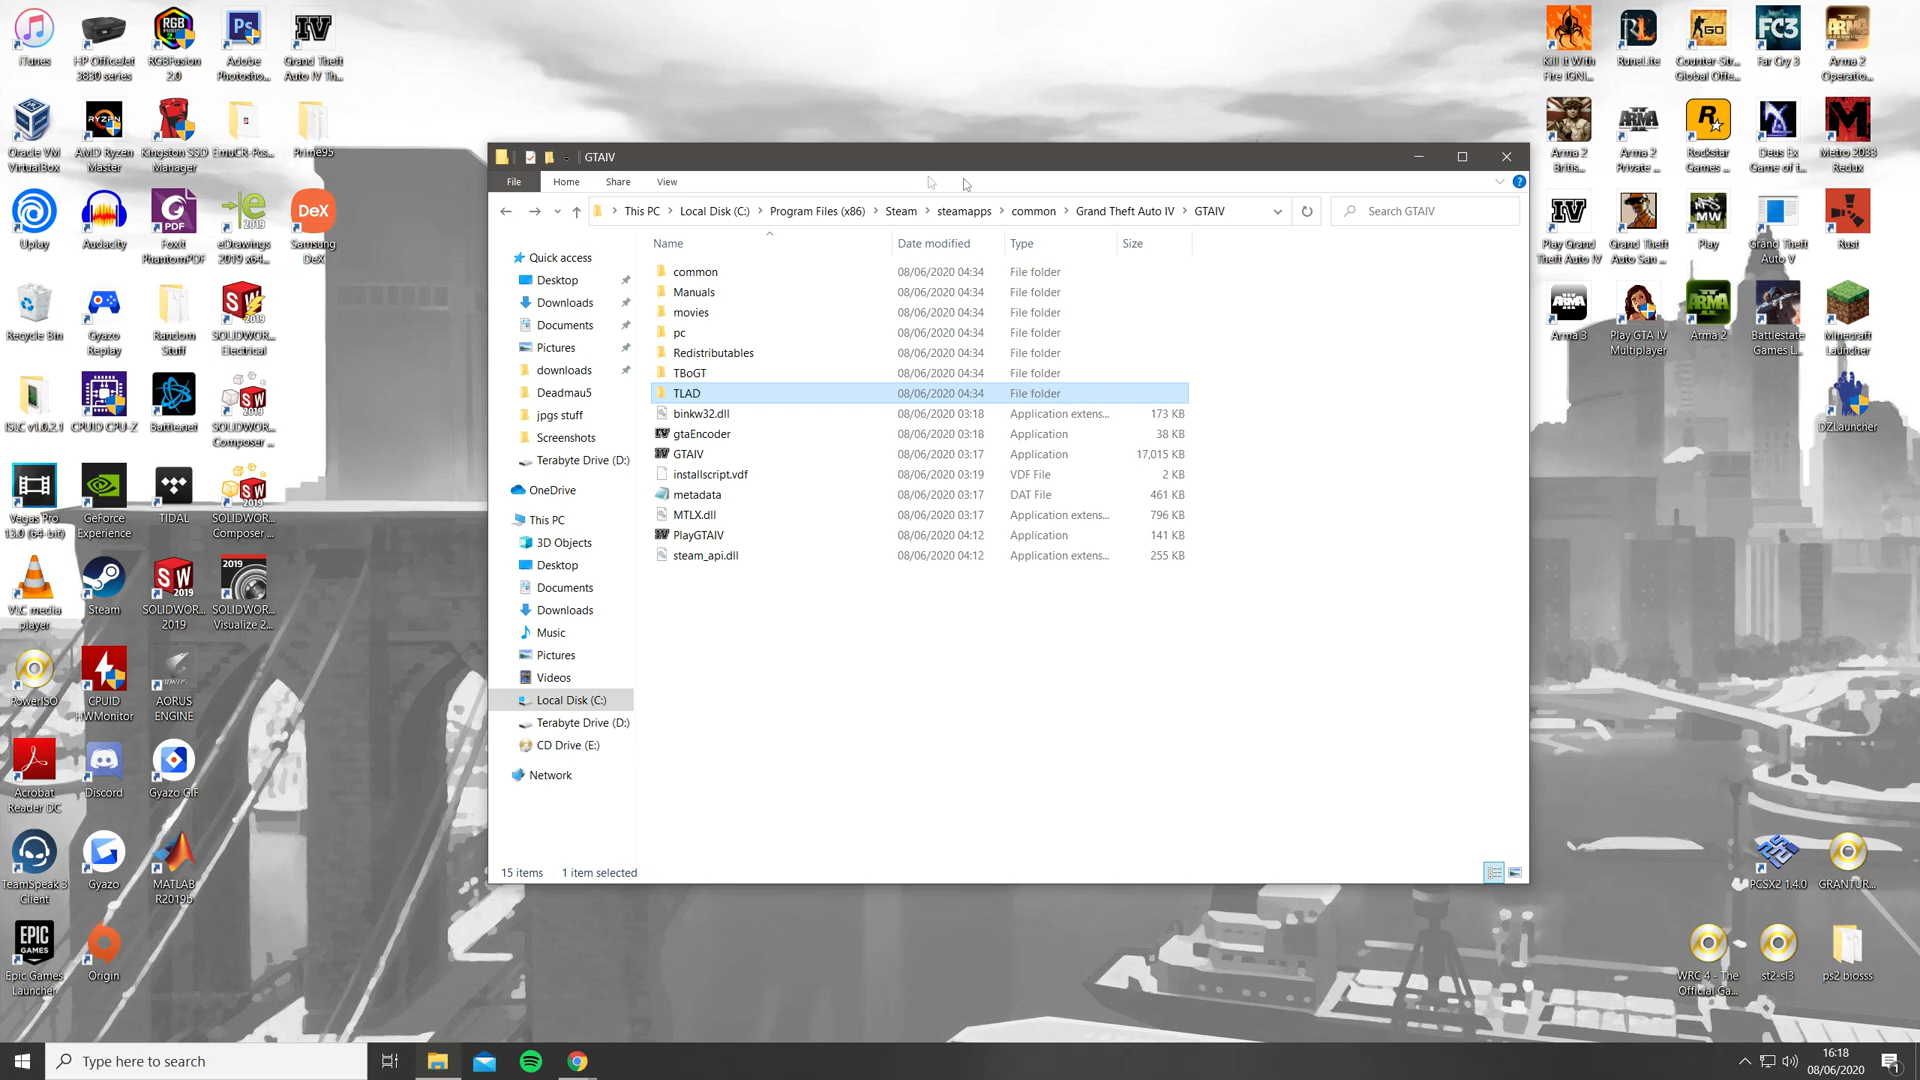 iTunes
HP OfficeJet
3830 series
RGBFusion
2.0
Adobe
Photosho...
Grand Theft
Auto IV Th...
Oracle VM
VirtualBox
AMD Ryzen
Master
Kingston SSD
Manager
EmuCR-Pcs...
Prime95
Uplay
Audacity
Foxit
PhantomPDF
eDrawings
2019 x64...
Samsung
DeX
Recycle Bin
Gyazo
Replay
Random
Stuff
SOLIDWOR...
Electrical
ISLC v1.0.2.1
CPUID CPU-Z
Battle.net
SOLIDWOR...
Composer ...
Vegas Pro
13.0 (64-bit)
GeForce
Experience
TIDAL
SOLIDWOR...
Composer ...
VLC media
player
Steam
SOLIDWOR...
2019
SOLIDWOR...
Visualize 2...
PowerISO
CPUID
HWMonitor
AORUS
ENGINE
Acrobat
Reader DC
Discord
Gyazo GIF
TeamSpeak 3
Client
Gyazo
MATLAB
R2019b
Epic Games
Launcher
Origin
GTAIV
File
Home
Share
View
This PC
Local Disk (C:)
Program Files (x86)
Steam
steamapps
common
Grand Theft Auto IV
GTAIV
Search GTAIV
Quick access
Desktop
Downloads
Documents
Pictures
downloads
Deadmau5
jpgs stuff
Screenshots
Terabyte Drive (D:)
OneDrive
This PC
3D Objects
Desktop
Documents
Downloads
Music
Pictures
Videos
Local Disk (C:)
Terabyte Drive (D:)
CD Drive (E:)
Network
Name Date modified Type Size
common 08/06/2020 04:34 File folder
Manuals 08/06/2020 04:34 File folder
movies 08/06/2020 04:34 File folder
pc 08/06/2020 04:34 File folder
Redistributables 08/06/2020 04:34 File folder
TBoGT 08/06/2020 04:34 File folder
TLAD 08/06/2020 04:34 File folder
binkw32.dll 08/06/2020 03:18 Application extens... 173 KB
gtaEncoder 08/06/2020 03:18 Application 38 KB
GTAIV 08/06/2020 03:17 Application 17,015 KB
installscript.vdf 08/06/2020 03:19 VDF File 2 KB
metadata 08/06/2020 03:17 DAT File 461 KB
MTLX.dll 08/06/2020 03:17 Application extens... 796 KB
PlayGTAIV 08/06/2020 04:12 Application 141 KB
steam_api.dll 08/06/2020 04:12 Application extens... 255 KB
15 items 1 item selected
Kill It With
Fire IGNI...
RuneLite
Counter-Str...
Global Offe...
Far Cry 3
Arma 2
Operatio...
Arma 2
Britis...
Arma 2
Private ...
Rockstar
Games ...
Deus Ex
Game of t...
Metro 2033
Redux
Play Grand
Theft Auto IV
Grand Theft
Auto San ...
Play
Grand Theft
Auto V
Rust
Arma 3
Play GTA IV
Multiplayer
Arma 2
Battlestate
Games L...
Minecraft
Launcher
DZLauncher
PCSX2 1.4.0
GRANTUR...
WRC 4 - The
Official Ga...
st2-sl3
ps2 biosss
Type here to search
16:18
08/06/2020
1